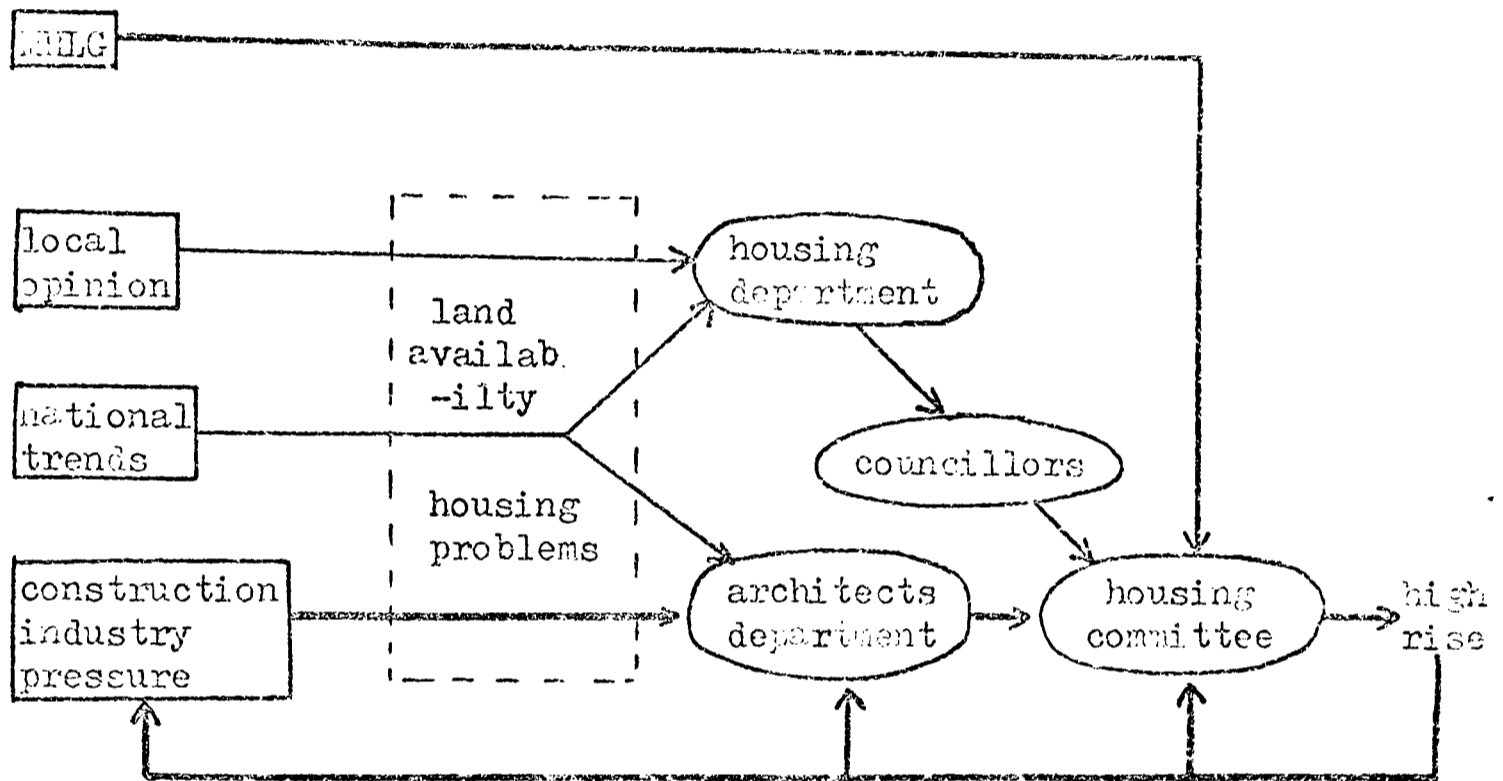 MHLG
local
opinion
national
trends
construction
industry
pressure
land
availab.
-ilty
housing
problems
housing
department
councillors
architects
department
housing
committee
high
rise